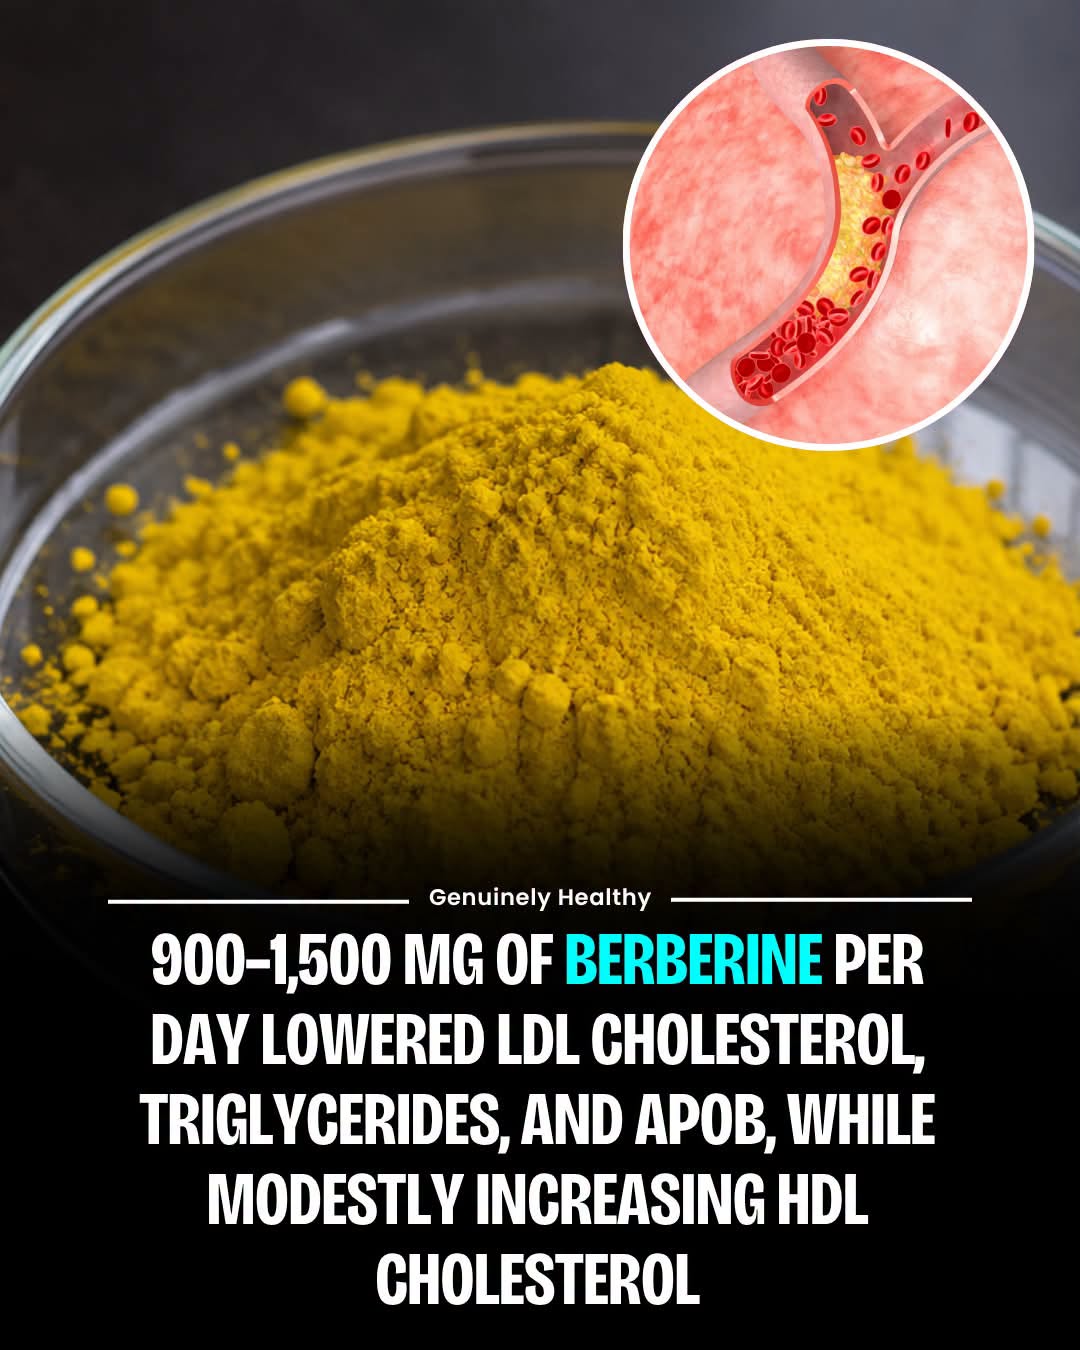 Genuinely Healthy
900–1,500 MG OF BERBERINE PER
DAY LOWERED LDL CHOLESTEROL,
TRIGLYCERIDES, AND APOB, WHILE
MODESTLY INCREASING HDL
CHOLESTEROL